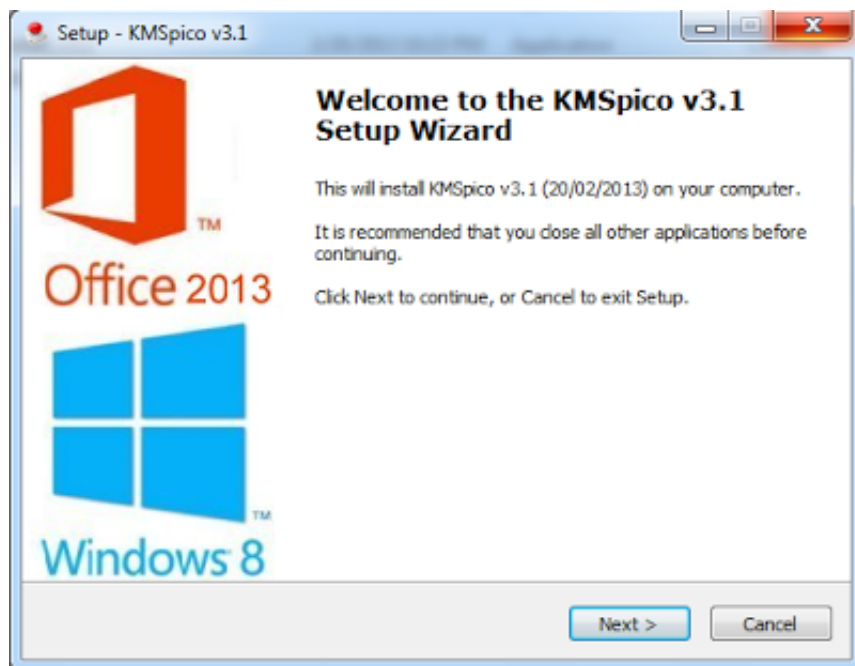 Setup - KMSpico v3.1
Welcome to the KMSpico v3.1
Setup Wizard
This will install KMSpico v3.1 (20/02/2013) on your computer.
It is recommended that you close all other applications before
continuing.
Click Next to continue, or Cancel to exit Setup.
TM
Office 2013
TM
Windows 8
Next >
Cancel